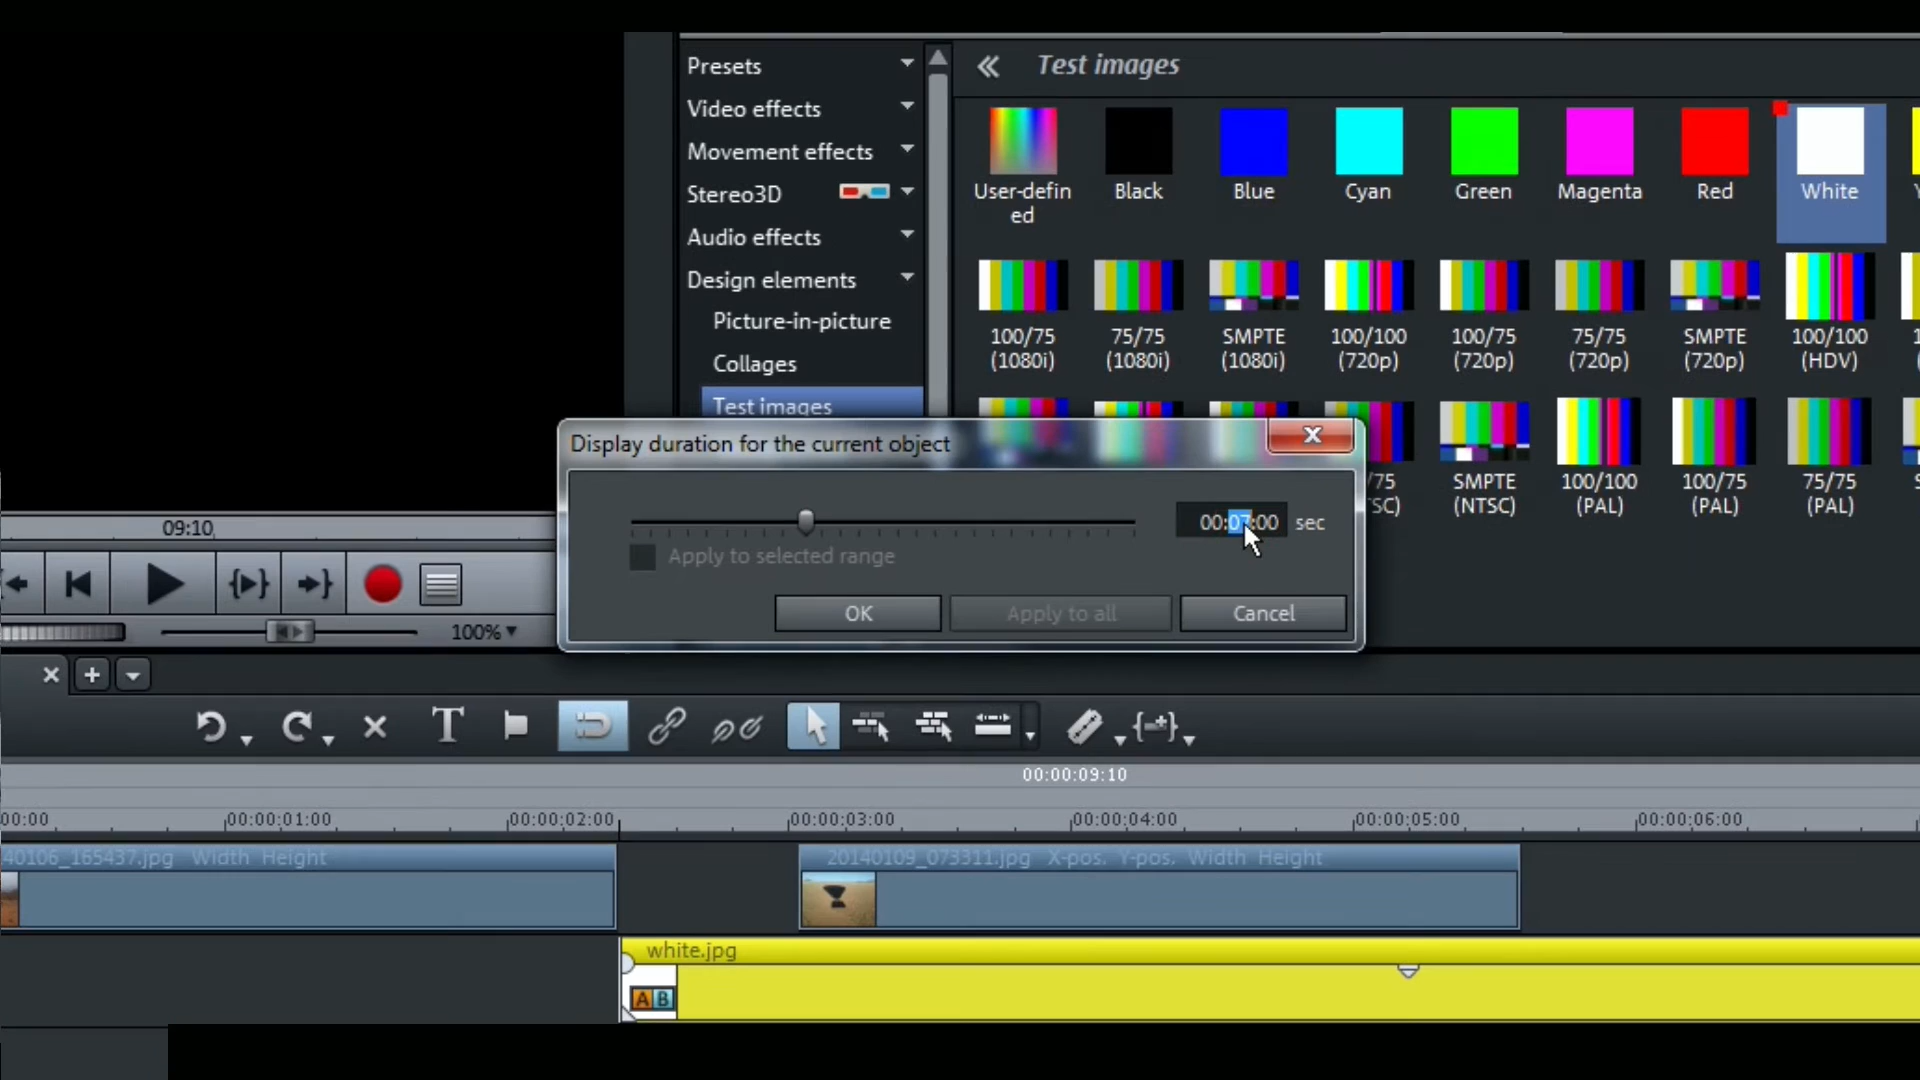 Presets
Video effects
Movement effects
Stereo3D
Audio effects
Design elements
Picture-in-picture
Collages
Test images
Test images
User-defin
ed
Black
Blue
Cyan
Green
Magenta
Red
White
100/75
(1080i)
75/75
(1080i)
SMPTE
(1080i)
100/100
(720p)
100/75
(720p)
75/75
(720p)
SMPTE
(720p)
100/100
(HDV)
/75
SC)
SMPTE
(NTSC)
100/100
(PAL)
100/75
(PAL)
75/75
(PAL)
Display duration for the current object
00:07:00 sec
Apply to selected range
OK
Apply to all
Cancel
09:10
100%
T
00:00:09:10
00:00
00:00:01:00
00:00:02:00
00:00:03:00
00:00:04:00
00:00:05:00
00:00:06:00
40106_165437.jpg Width Height
20140109_073311.jpg X-pos. Y-pos. Width Height
white.jpg
A B